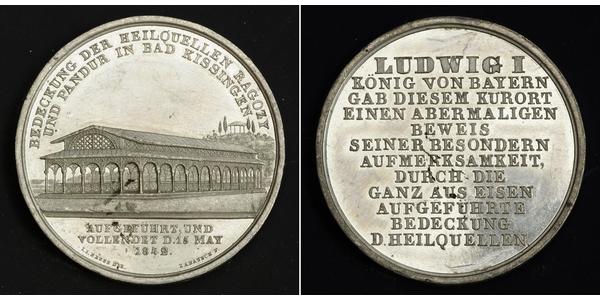 BEDECKUNG DER HEILQUELLEN RAGOZY
UND PANDUR IN BAD KISSINGEN
AUFGEFÜHRT, UND
VOLLENDET D. 15 MAY
1842.
LUDWIG I
KÖNIG VON BAYERN
GAB DIESEM KURORT
EINEN ABERMALIGEN
BEWEIS
SEINER BESONDERN
AUFMERKSAMKEIT,
DURCH DIE
GANZ AUS EISEN
AUFGEFÜHRTE
BEDECKUNG
D. HEILQUELLEN.